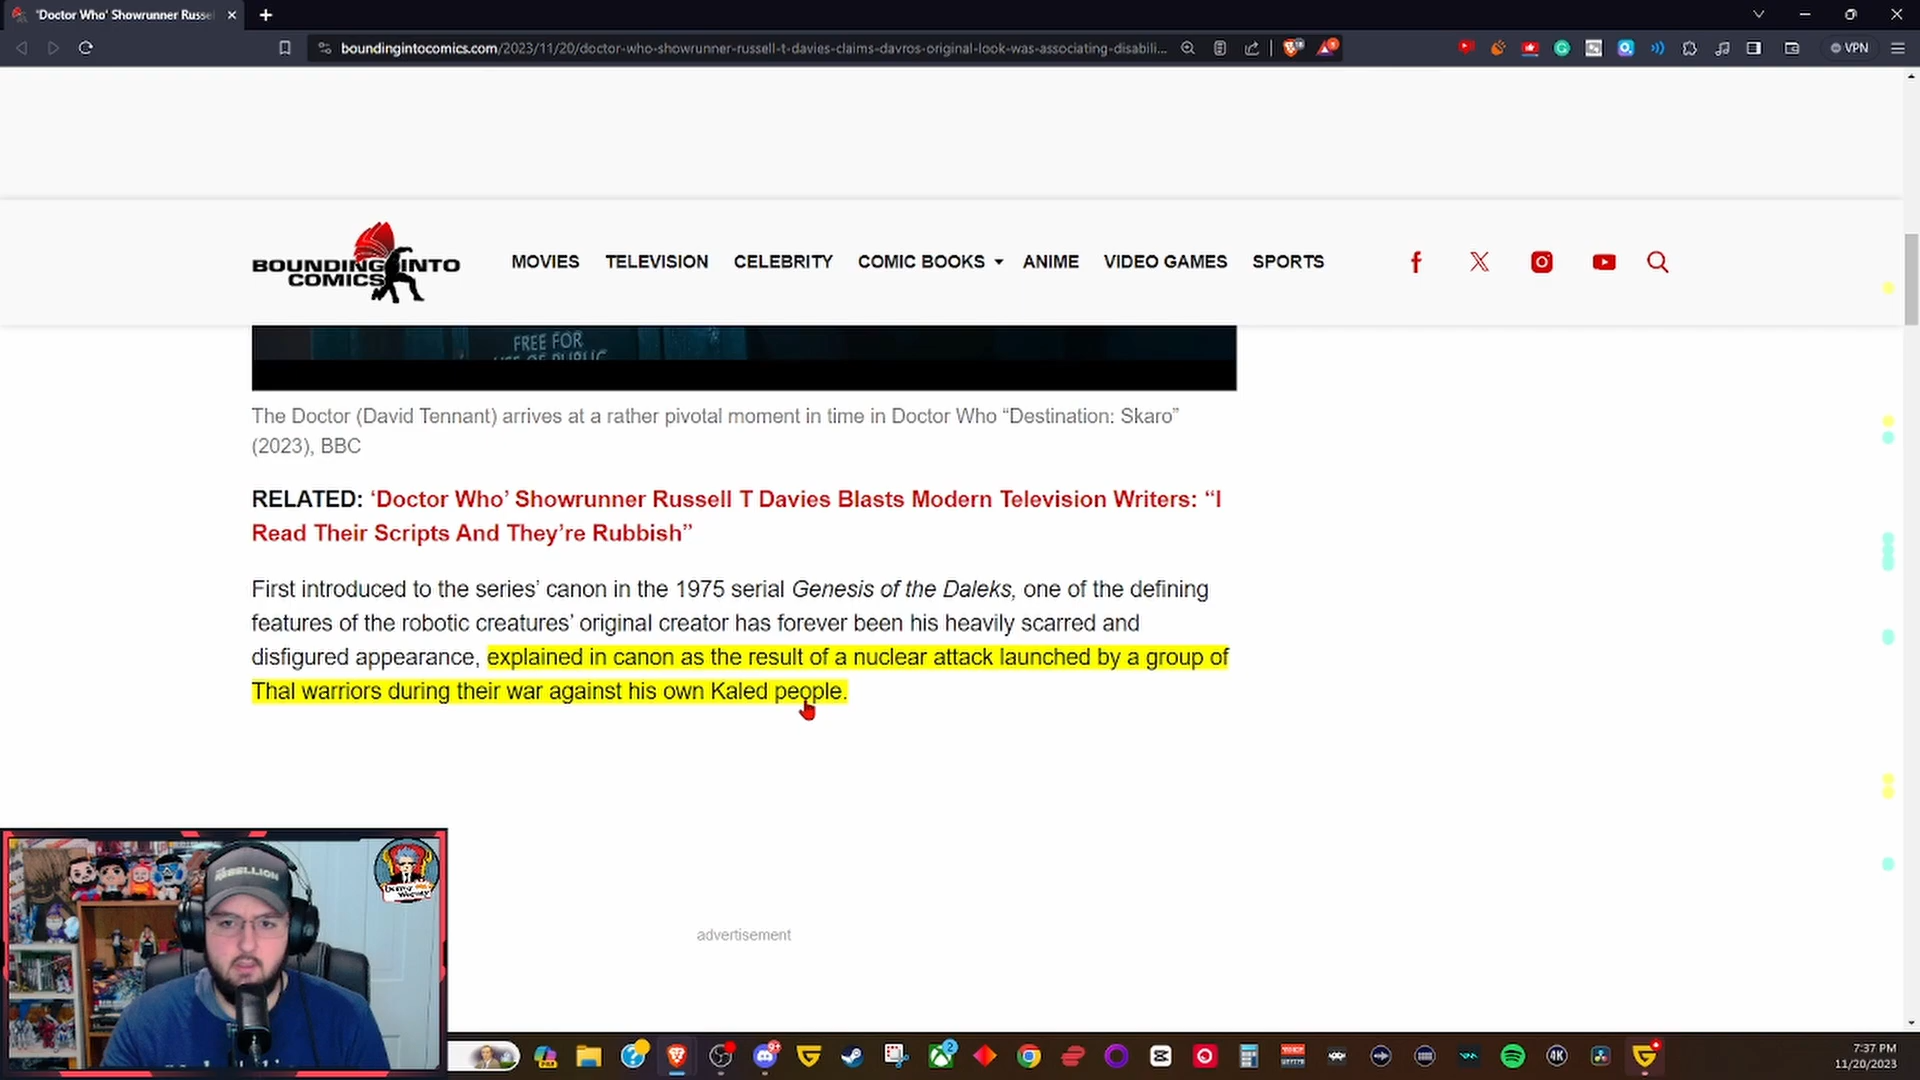 'Doctor Who' Showrunner Russe
boundingintocomics.com/2023/11/20/doctor-who-showrunner-russell-t-davies-claims-davros-original-look-was-associating-disabili...
VPN
BOUNDING INTO
COMICS
MOVIES TELEVISION CELEBRITY COMIC BOOKS ANIME VIDEO GAMES SPORTS
FREE FOR
USE OF PUBLIC
The Doctor (David Tennant) arrives at a rather pivotal moment in time in Doctor Who “Destination: Skaro”
(2023), BBC
RELATED: ‘Doctor Who’ Showrunner Russell T Davies Blasts Modern Television Writers: “I
Read Their Scripts And They’re Rubbish”
First introduced to the series’ canon in the 1975 serial Genesis of the Daleks, one of the defining
features of the robotic creatures’ original creator has forever been his heavily scarred and
disfigured appearance, explained in canon as the result of a nuclear attack launched by a group of
Thal warriors during their war against his own Kaled people.
advertisement
REBELLION
7:37 PM
11/20/2023